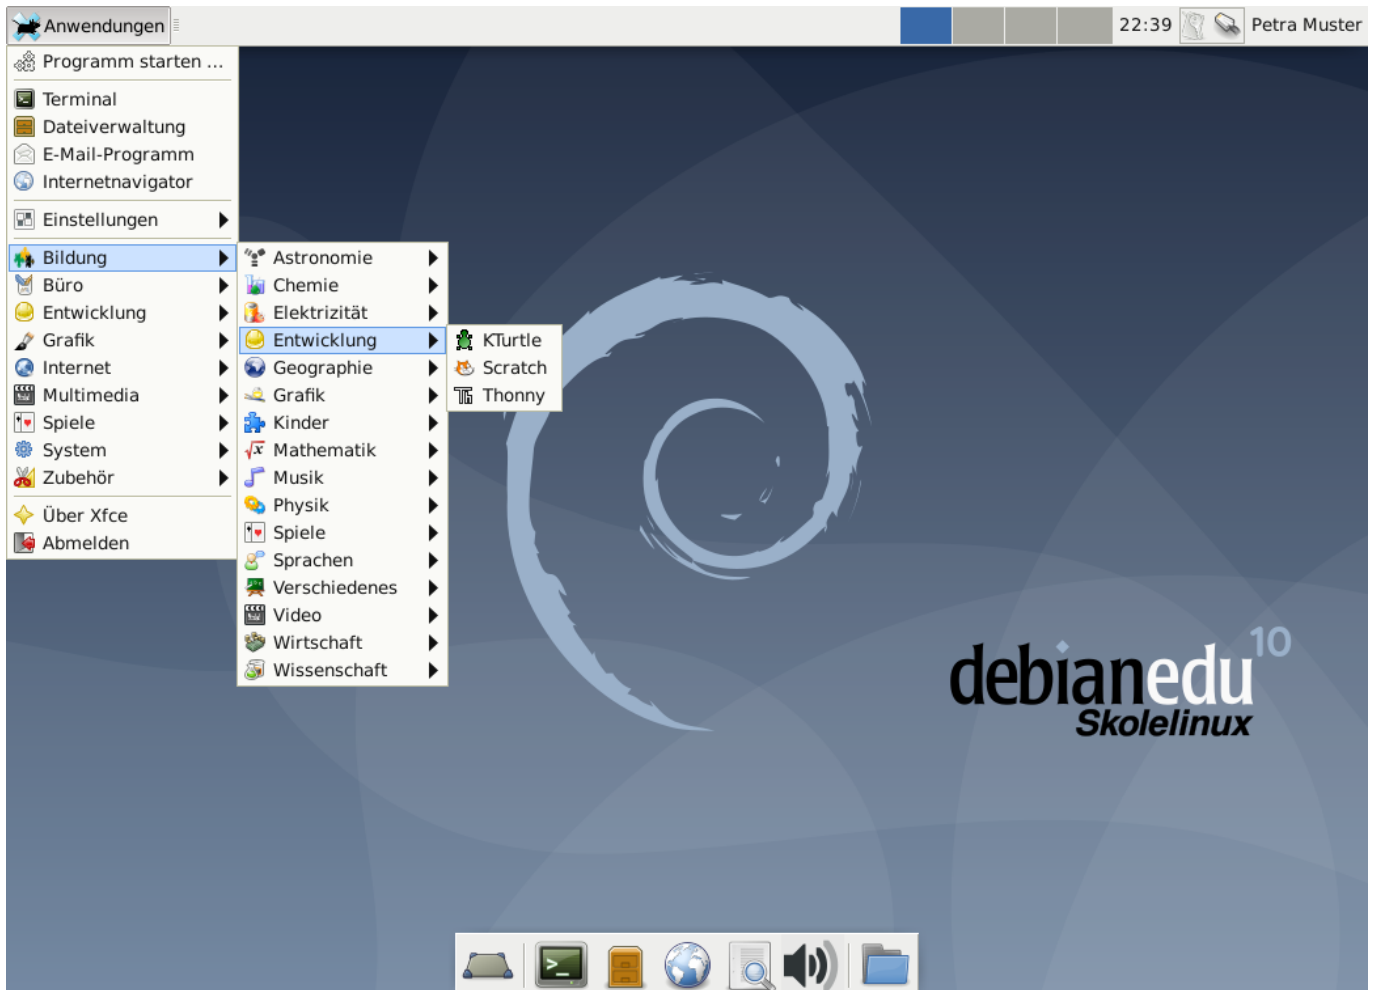 Anwendungen
22:39
Petra Muster
Programm starten ...
Terminal
Dateiverwaltung
E-Mail-Programm
Internetnavigator
Einstellungen
Bildung
Büro
Entwicklung
Grafik
Internet
Multimedia
Spiele
System
Zubehör
Über Xfce
Abmelden
Astronomie
Chemie
Elektrizität
Entwicklung
Geographie
Grafik
Kinder
Mathematik
Musik
Physik
Spiele
Sprachen
Verschiedenes
Video
Wirtschaft
Wissenschaft
KTurtle
Scratch
Thonny
debianedu 10
Skolelinux